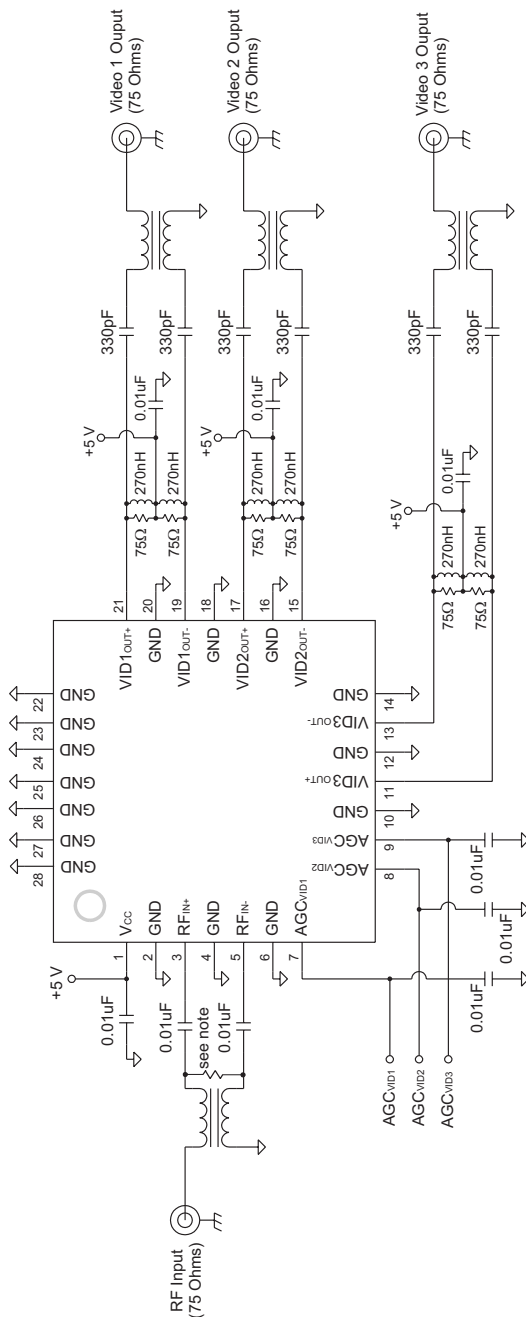 RF Input
(75 Ohms)
0.01uF
see note
0.01uF
+5 V
0.01uF
1
VCC
2
GND
3
RFIN+
4
GND
5
RFIN-
6
GND
7
AGCVID1
8
AGCVID2
9
AGCVID3
10
GND
11
VID3OUT+
12
GND
13
VID3OUT-
14
GND
15
VID2OUT-
16
GND
17
VID2OUT+
18
GND
19
VID1OUT-
20
GND
21
VID1OUT+
22
GND
23
GND
24
GND
25
GND
26
GND
27
GND
28
GND
AGCVID1
AGCVID2
AGCVID3
0.01uF
0.01uF
0.01uF
75Ω
270nH
75Ω
270nH
+5 V
0.01uF
330pF
330pF
Video 1 Ouput
(75 Ohms)
75Ω
270nH
75Ω
270nH
+5 V
0.01uF
330pF
330pF
Video 2 Ouput
(75 Ohms)
75Ω
270nH
75Ω
270nH
+5 V
0.01uF
330pF
330pF
Video 3 Ouput
(75 Ohms)